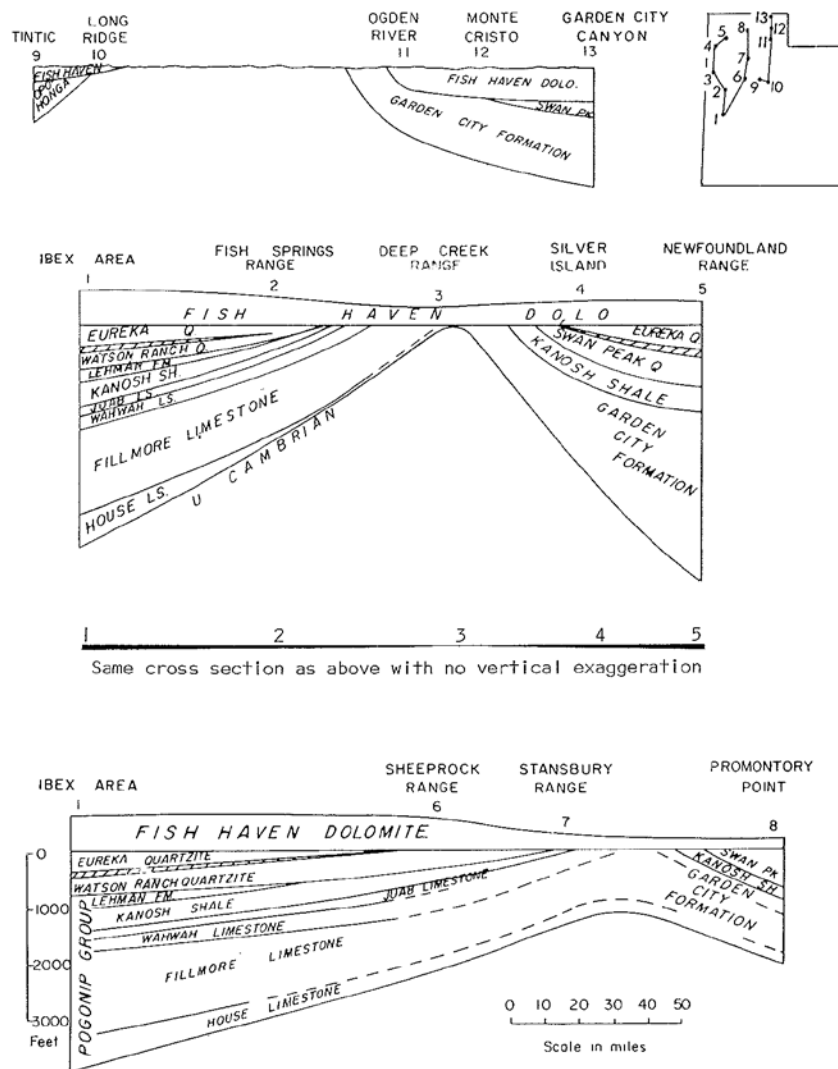 TINTIC
9
LONG
RIDGE
10
OGDEN
RIVER
11
MONTE
CRISTO
12
GARDEN CITY
CANYON
13
FISH HAVEN
OPO
HONGA
FISH HAVEN DOLO.
SWAN PK
GARDEN CITY FORMATION
13
12
11
8
5
4
7
1
3
6
2
9
10
1
IBEX AREA
1
FISH SPRINGS
RANGE
2
DEEP CREEK
RANGE
3
SILVER
ISLAND
4
NEWFOUNDLAND
RANGE
5
FISH HAVEN DOLO
EUREKA
Q
WATSON RANCH Q.
LEHMAN FM.
KANOSH SH.
JUAB LS.
WAHWAH LS.
FILLMORE LIMESTONE
HOUSE LS.
U CAMBRIAN
EUREKA Q
SWAN PEAK Q
KANOSH SHALE
GARDEN
CITY
FORMATION
1 2 3 4 5
Same cross section as above with no vertical exaggeration
IBEX AREA
1
SHEEPROCK
RANGE
6
STANSBURY
RANGE
7
PROMONTORY
POINT
8
FISH HAVEN DOLOMITE
0
1000
2000
3000
Feet
POGONIP GROUP
EUREKA QUARTZITE
WATSON RANCH QUARTZITE
LEHMAN FM.
KANOSH SHALE
JUAB LIMESTONE
WAHWAH LIMESTONE
FILLMORE LIMESTONE
HOUSE LIMESTONE
SWAN PK
KANOSH SH.
GARDEN
CITY
FORMATION
0 10 20 30 40 50
Scale in miles